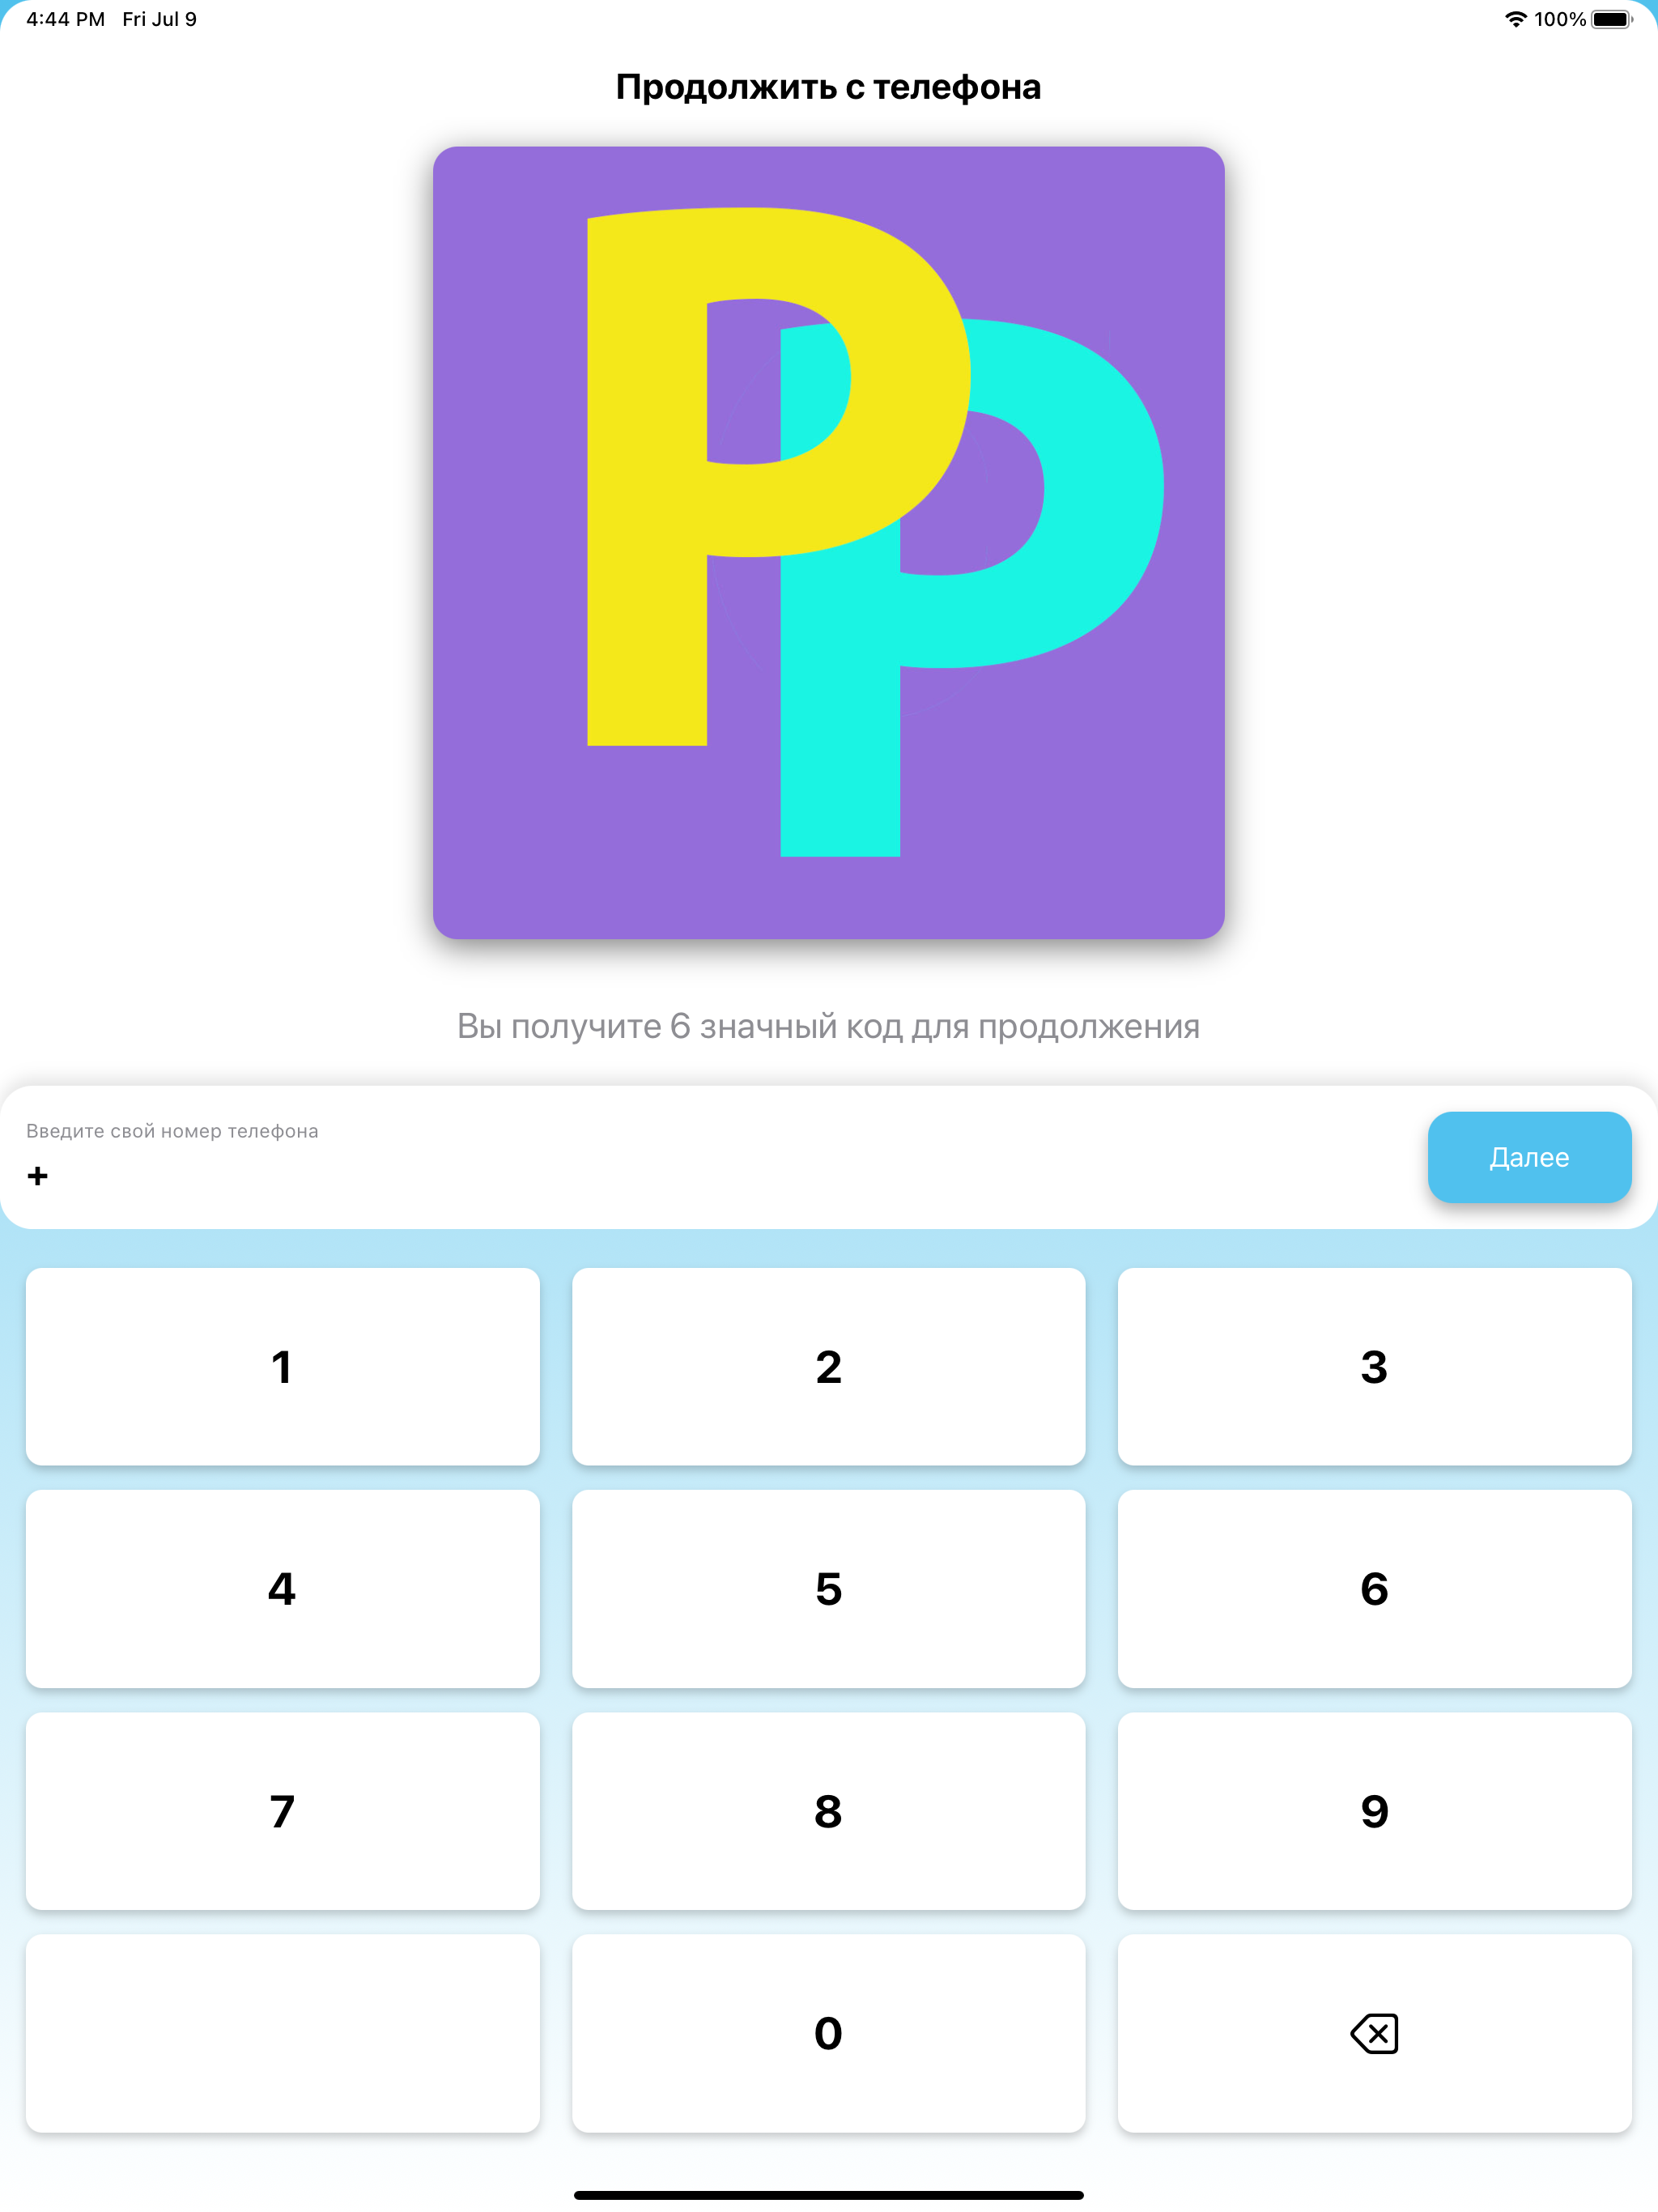 4:44 PM Fri Jul 9 100%
Продолжить с телефона
PP
Вы получите 6 значный код для продолжения
Введите свой номер телефона
+
Далее
1 2 3
4 5 6
7 8 9
0